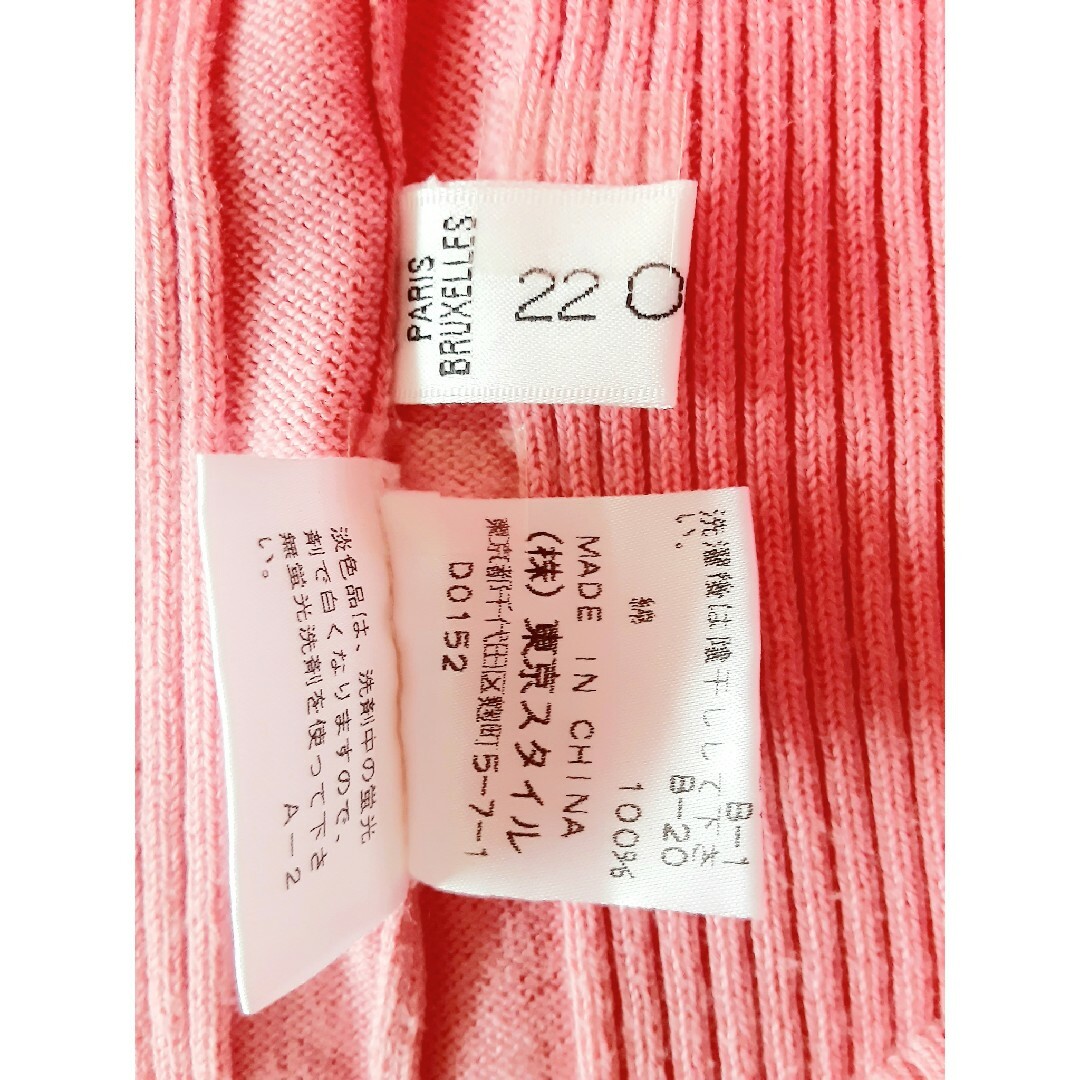 PARIS
BRUXELLES
22 〇
洗濯後は陰干しして下さ
い。
B-1
B-20
綿 100%
MADE IN CHINA
(株)東京スタイル
東京都千代田区麹町5-7-1
D0152
淡色品は、洗剤中の蛍光
剤で白くなりますので、
無蛍光洗剤を使って下さ
い。
A-2